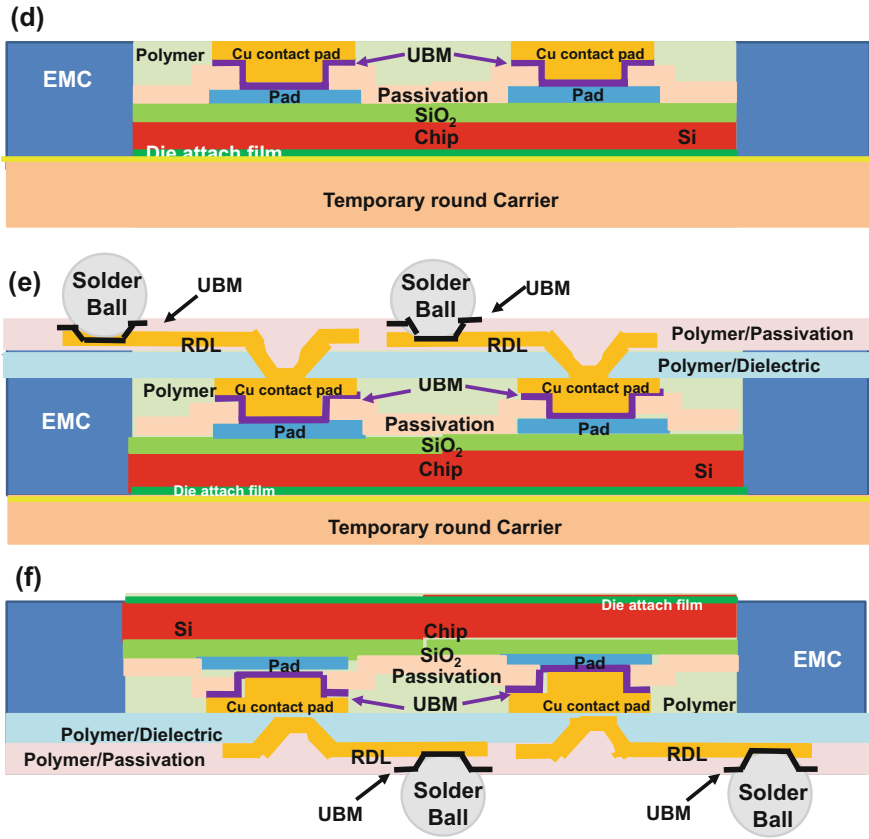 (d)
Polymer Cu contact pad UBM Cu contact pad
EMC
Pad Passivation Pad
SiO₂
Chip Si
Die attach film
Temporary round Carrier
(e)
Solder Ball UBM Solder Ball UBM
RDL RDL Polymer/Passivation
Polymer/Dielectric
Polymer Cu contact pad UBM Cu contact pad
EMC
Passivation
Pad Pad
SiO₂
Chip Si
Die attach film
Temporary round Carrier
(f)
Die attach film
Si Chip
SiO₂
Pad Pad
Passivation EMC
Cu contact pad UBM Cu contact pad Polymer
Polymer/Dielectric
Polymer/Passivation RDL RDL
UBM Solder Ball UBM Solder Ball